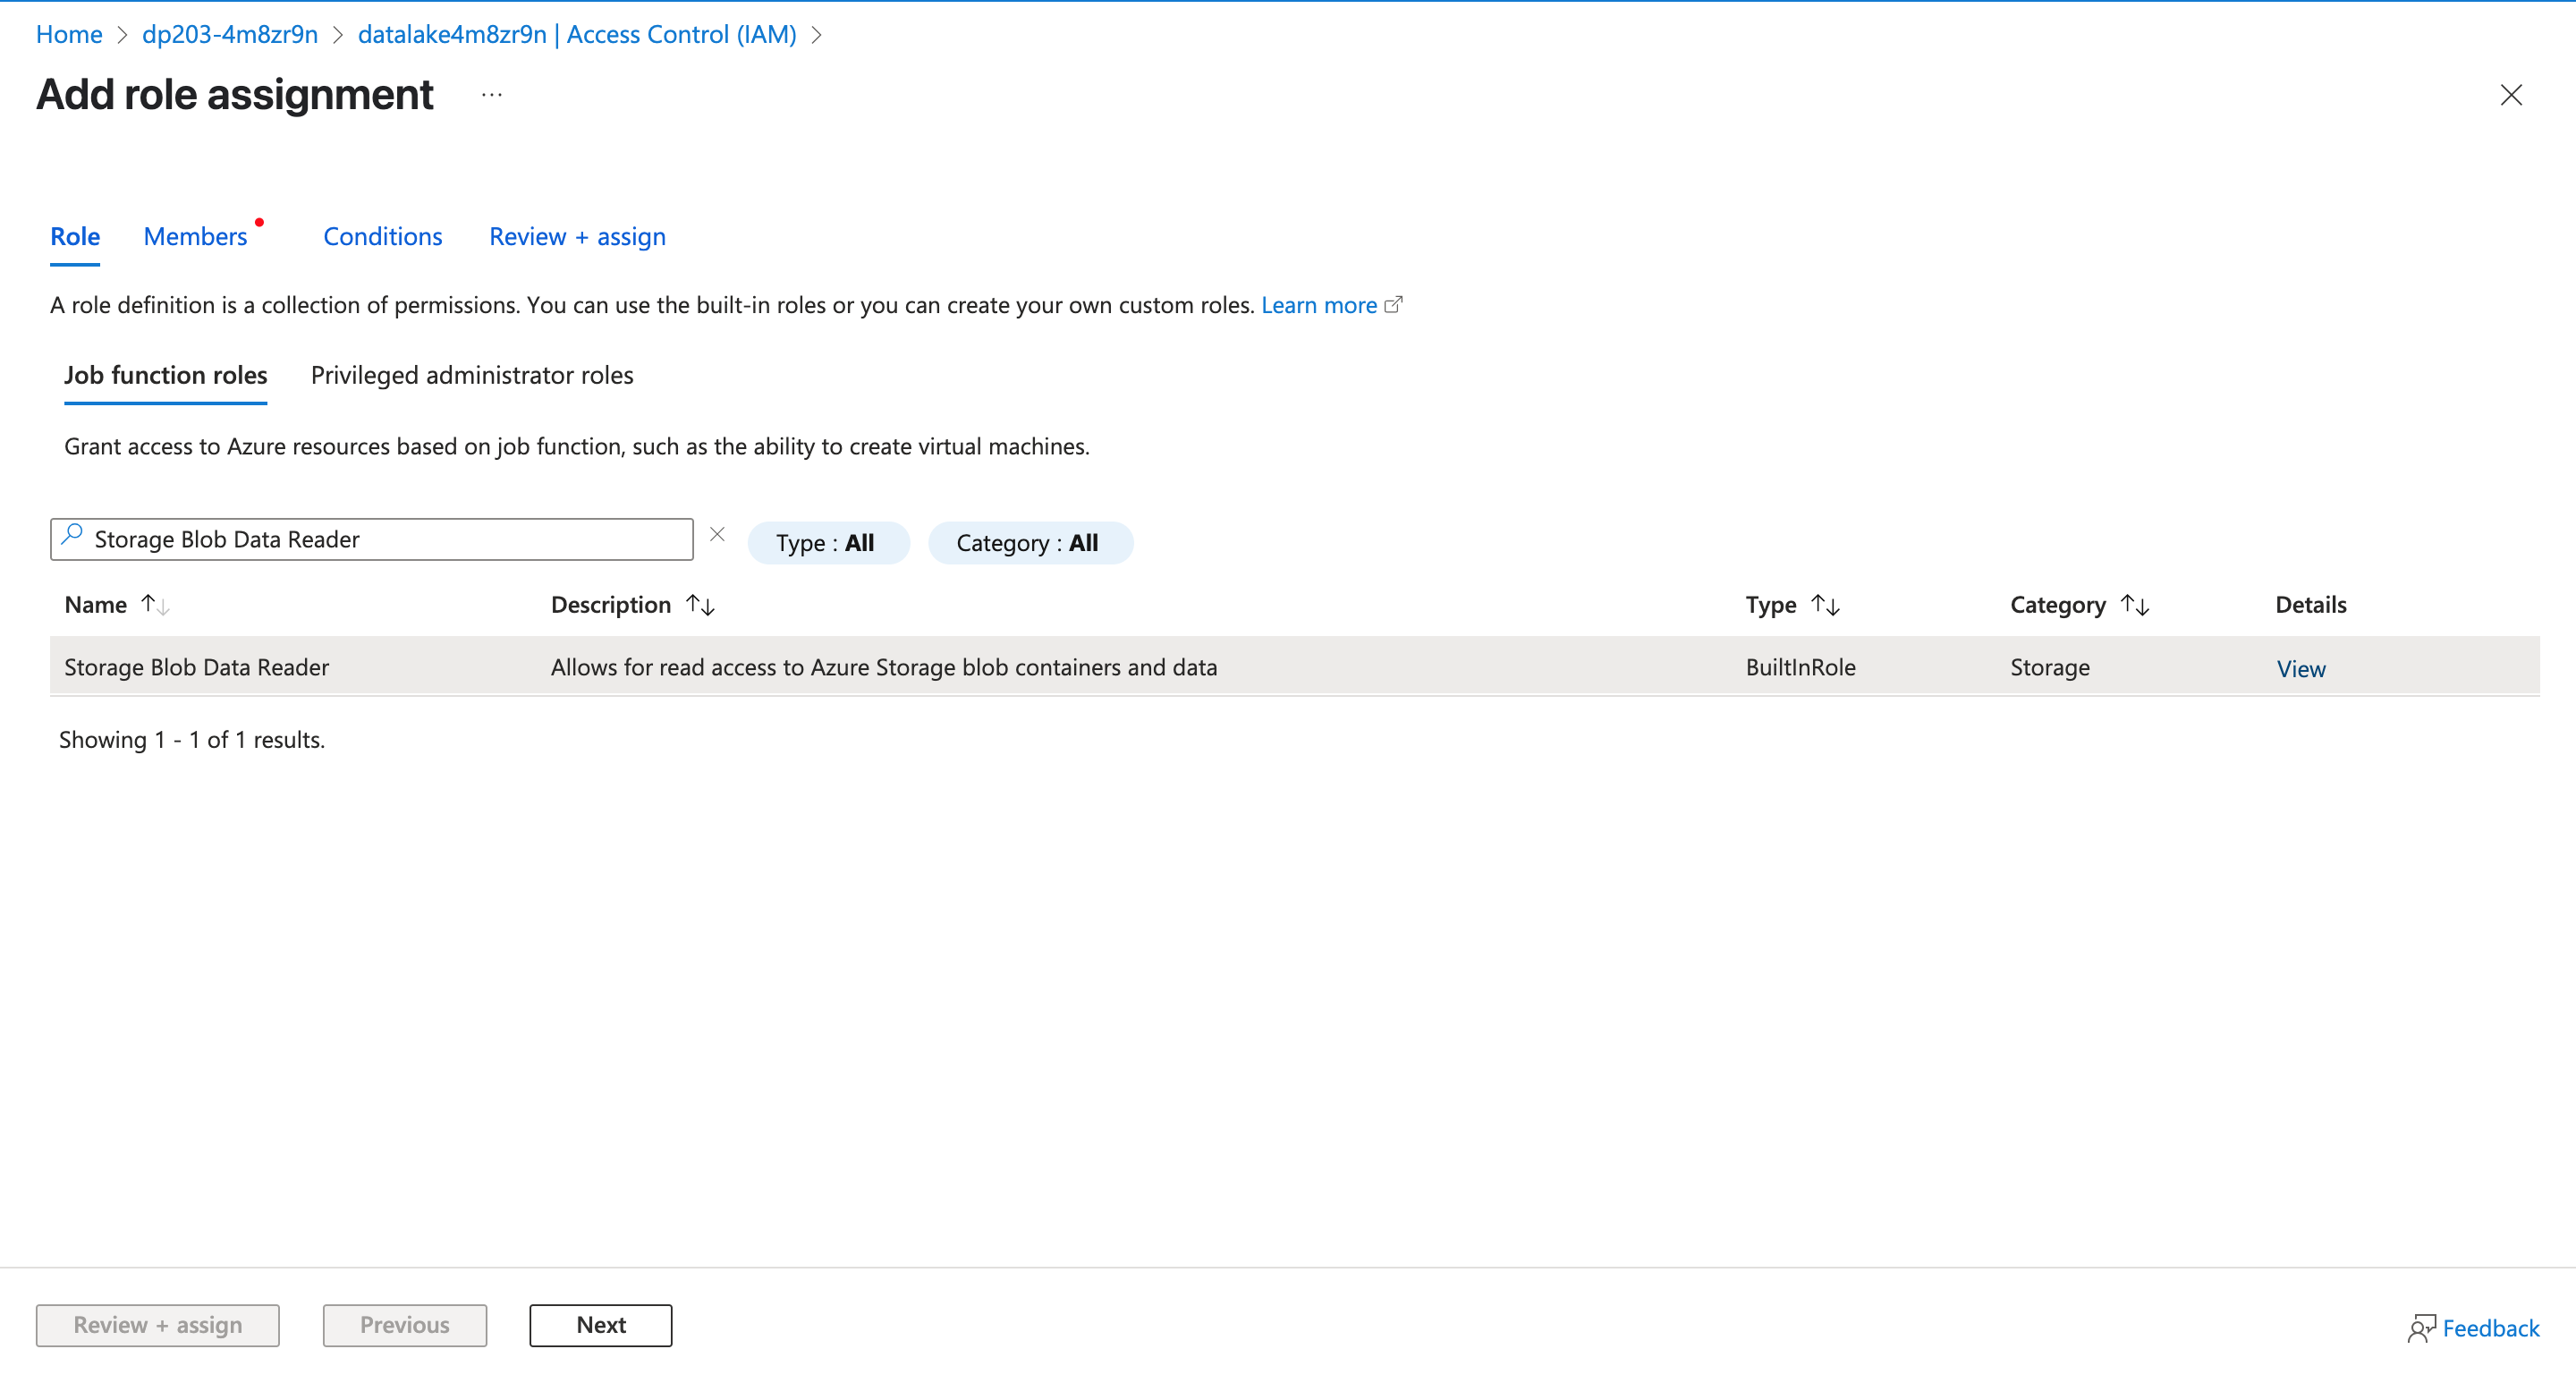 Home > dp203-4m8zr9n > datalake4m8zr9n | Access Control (IAM) >
Add role assignment ...
Role Members Conditions Review + assign
A role definition is a collection of permissions. You can use the built-in roles or you can create your own custom roles. Learn more
Job function roles Privileged administrator roles
Grant access to Azure resources based on job function, such as the ability to create virtual machines.
Storage Blob Data Reader Type : All Category : All
Name Description Type Category Details
Storage Blob Data Reader Allows for read access to Azure Storage blob containers and data BuiltInRole Storage View
Showing 1 - 1 of 1 results.
Review + assign Previous Next Feedback